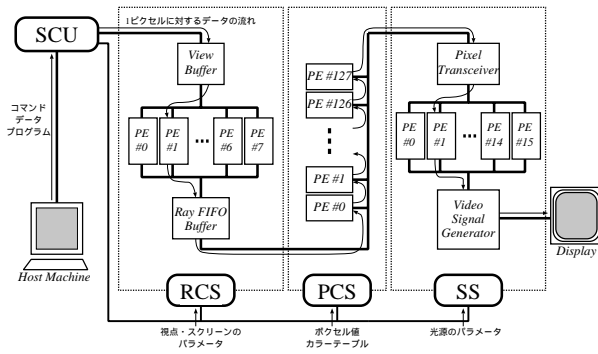 1ピクセルに対するデータの流れ
SCU
コマンド
データ
プログラム
Host Machine
View
Buffer
PE
#0
PE
#1
PE
#6
PE
#7
Ray FIFO
Buffer
RCS
視点・スクリーンの
パラメータ
PE #127
PE #126
PE #1
PE #0
PCS
ボクセル値
カラーテーブル
Pixel
Transceiver
PE
#0
PE
#1
PE
#14
PE
#15
Video
Signal
Generator
SS
光源のパラメータ
Display